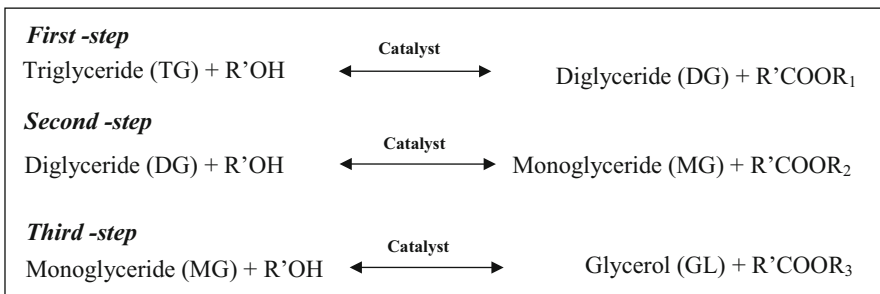 First -step
Catalyst
Triglyceride (TG) + R’OH Diglyceride (DG) + R’COOR₁
Second -step
Catalyst
Diglyceride (DG) + R’OH Monoglyceride (MG) + R’COOR₂
Third -step
Catalyst
Monoglyceride (MG) + R’OH Glycerol (GL) + R’COOR₃